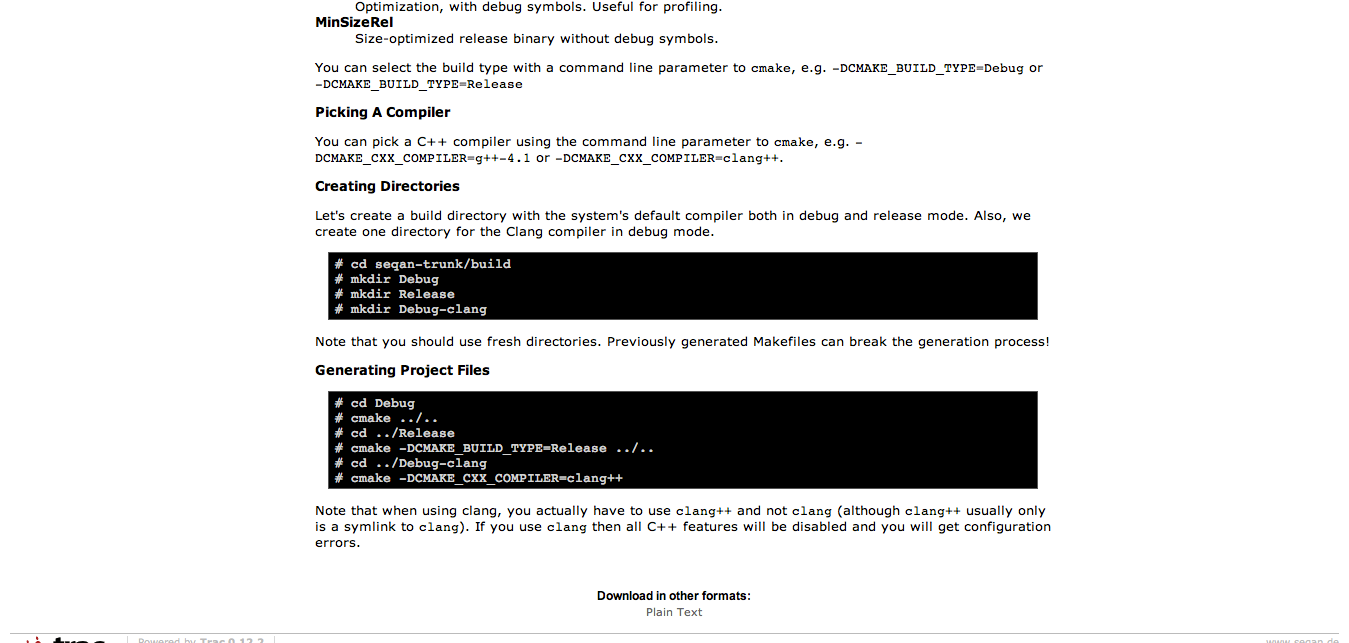 Optimization, with debug symbols. Useful for profiling.
MinSizeRel
Size-optimized release binary without debug symbols.
You can select the build type with a command line parameter to cmake, e.g. -DCMAKE_BUILD_TYPE=Debug or
-DCMAKE_BUILD_TYPE=Release
Picking A Compiler
You can pick a C++ compiler using the command line parameter to cmake, e.g. -
DCMAKE_CXX_COMPILER=g++-4.1 or -DCMAKE_CXX_COMPILER=clang++.
Creating Directories
Let's create a build directory with the system's default compiler both in debug and release mode. Also, we
create one directory for the Clang compiler in debug mode.
# cd seqan-trunk/build
# mkdir Debug
# mkdir Release
# mkdir Debug-clang
Note that you should use fresh directories. Previously generated Makefiles can break the generation process!
Generating Project Files
# cd Debug
# cmake ../..
# cd ../Release
# cmake -DCMAKE_BUILD_TYPE=Release ../..
# cd ../Debug-clang
# cmake -DCMAKE_CXX_COMPILER=clang++
Note that when using clang, you actually have to use clang++ and not clang (although clang++ usually only
is a symlink to clang). If you use clang then all C++ features will be disabled and you will get configuration
errors.
Download in other formats:
Plain Text
trac Powered by Trac 0.12.2 www.seqan.de